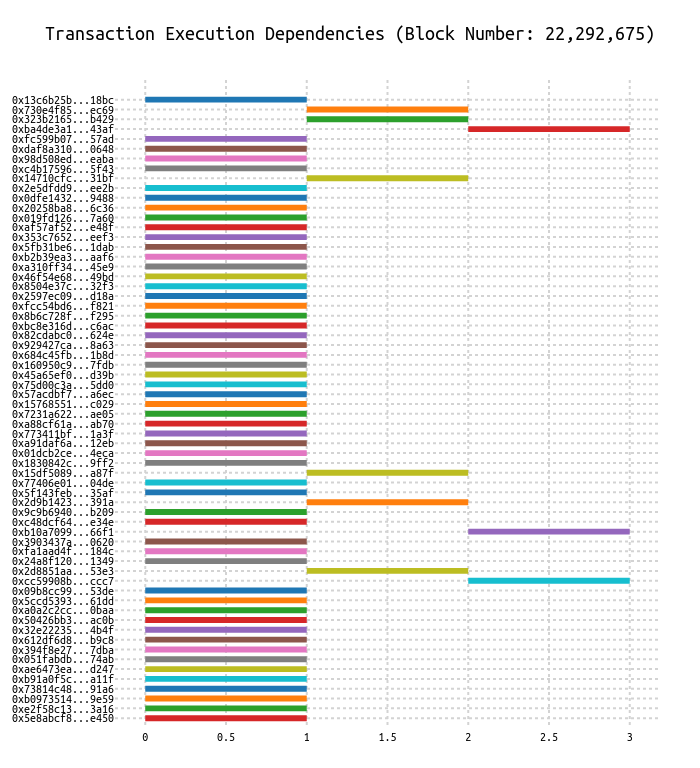 Transaction Execution Dependencies (Block Number: 22,292,675)
0x13c6b25b...18bc
0x730e4f85...ec69
0x323b2165...b429
0xba4de3a1...43af
0xfc599b07...57ad
0xdaf8a310...0648
0x98d508ed...eaba
0xc4b17596...5f43
0x14710cfc...31bf
0x2e5dfdd9...ee2b
0x0dfe1432...9488
0x20258ba8...6c36
0x019fd126...7a60
0xaf57af52...e48f
0x353c7652...eef3
0x5fb31be6...1dab
0xb2b39ea3...aaf6
0xa310ff34...45e9
0x46f54e68...49bd
0x8504e37c...32f3
0x2597ec09...d18a
0xfcc54bd6...f821
0x8b6c728f...f295
0xbc8e316d...c6ac
0x82cdabc0...624e
0x929427ca...8a63
0x684c45fb...1b8d
0x160950c9...7fdb
0x45a65ef0...d39b
0x75d00c3a...5dd0
0x57acdbf7...a6ec
0x15768551...c029
0x7231a622...ae05
0xa88cf61a...ab70
0x773411bf...1a3f
0xa91daf6a...12eb
0x01dcb2ce...4eca
0x1830842c...9ff2
0x15df5089...a87f
0x77406e01...04de
0x5f143feb...35af
0x2d9b1423...391a
0x9c9b6940...b209
0xc48dcf64...e34e
0xb10a7099...66f1
0x3903437a...0620
0xfa1aad4f...184c
0x24a8f120...1349
0x2d8851aa...53e3
0xcc59908b...ccc7
0x09b8cc99...53de
0x5ccd5393...61dd
0xa0a2c2cc...0baa
0x50426bb3...ac0b
0x32e22235...4b4f
0x612df6d8...b9c8
0x394f8e27...7dba
0x051fabdb...74ab
0xae6473ea...d247
0xb91a0f5c...a11f
0x73814c48...91a6
0xb0973514...9e59
0xe2f58c13...3a16
0x5e8abcf8...e450
0 0.5 1 1.5 2 2.5 3